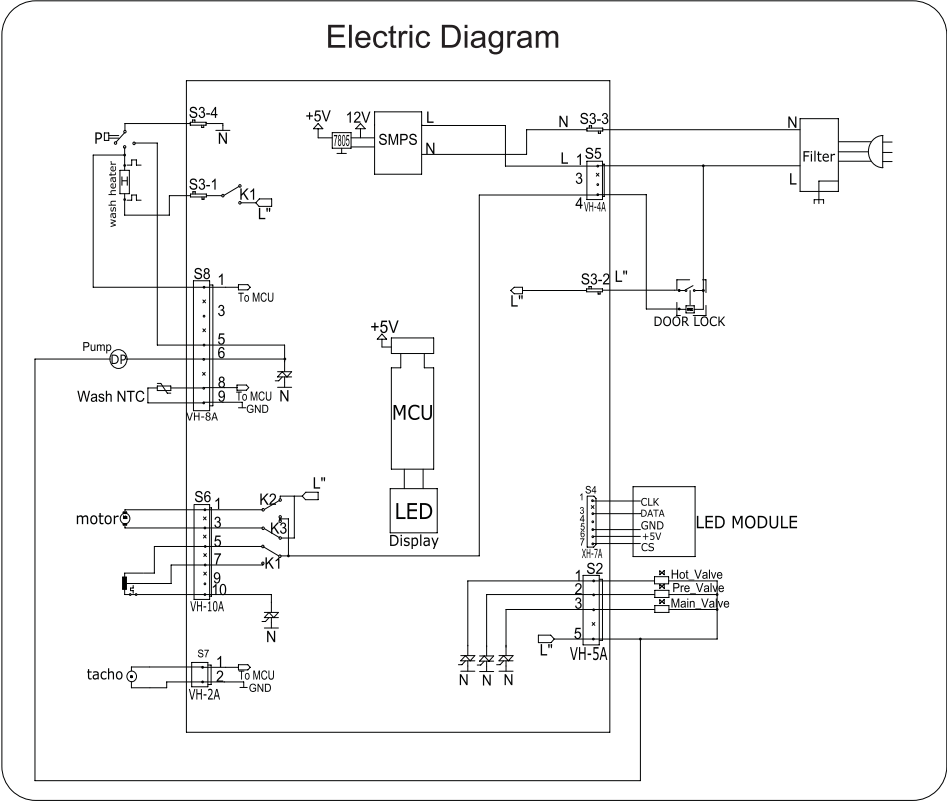 Electric Diagram
S3-4
N
P
wash heater
H
S3-1
K1
L"
+5V
12V
7805
SMPS
L
N
N
S3-3
L
S5
1
3
4
VH-4A
N
L
Filter
S3-2
L"
L"
DOOR LOCK
S8
1
To MCU
3
5
6
Pump
DP
N
8
To MCU
9
GND
Wash NTC
VH-8A
+5V
MCU
LED
Display
S6
1
K2
L"
motor
3
K3
5
7
K1
9
10
VH-10A
N
S4
1
3
4
5
6
7
XH-7A
CLK
DATA
GND
+5V
CS
LED MODULE
S2
1
Hot_Valve
2
Pre_Valve
3
Main_Valve
5
L"
VH-5A
N
N
N
S7
tacho
1
To MCU
2
GND
VH-2A